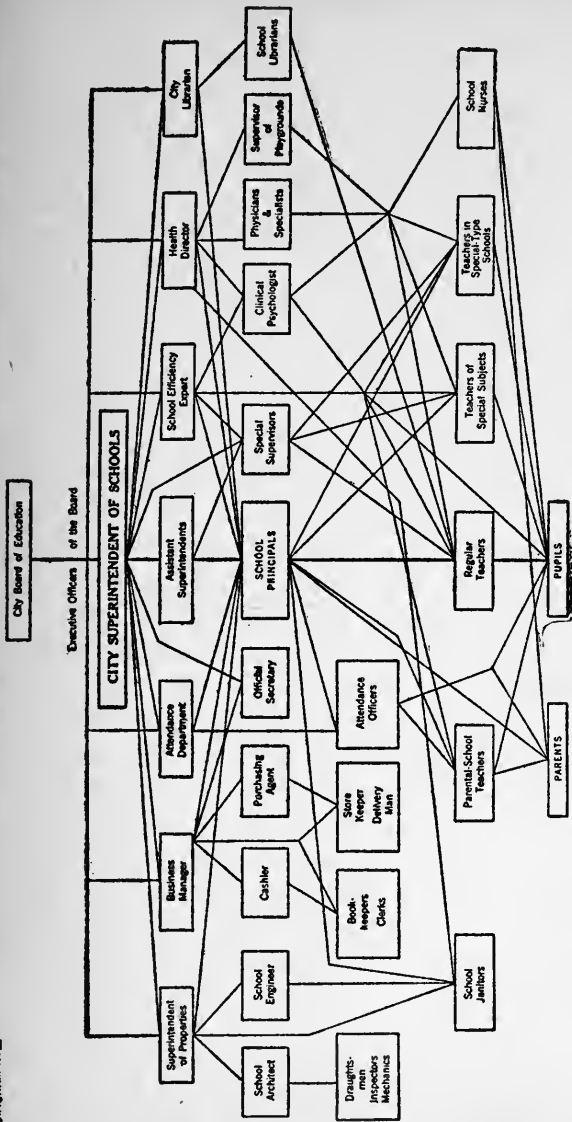 City Board of Education
Executive Officers of the Board
CITY SUPERINTENDENT OF SCHOOLS
Superintendent
of Properties
Business
Manager
Attendance
Department
Assistant
Superintendents
School Efficiency
Expert
Health
Director
City
Librarian
School
Architect
School
Engineer
Cashier
Purchasing
Agent
Official
Secretary
SCHOOL
PRINCIPALS
Special
Supervisors
Clinical
Psychologist
Physicians
&
Specialists
Supervisor
of
Playgrounds
School
Librarians
Draughts-
men
Inspectors
Mechanics
Book-
keepers
Clerks
Store
Keeper
Delivery
Man
Attendance
Officers
School
Janitors
Parental-School
Teachers
Regular
Teachers
Teachers of
Special Subjects
Teachers in
Special-Type
Schools
School
Nurses
PARENTS
PUPILS